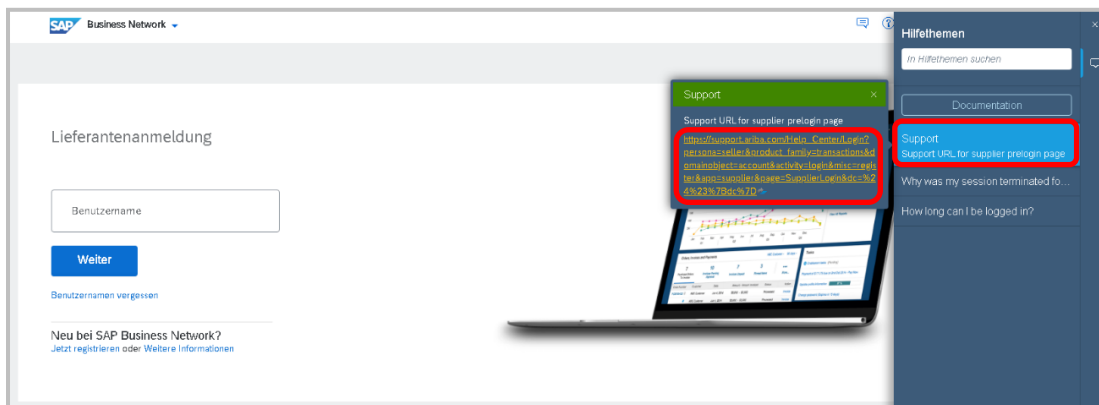 SAP Business Network
Hilfethemen
In Hilfethemen suchen
Documentation
Support
Support URL for supplier prelogin page
Why was my session terminated fo...
How long can I be logged in?
Support
Support URL for supplier prelogin page
https://support.ariba.com/Help_Center/Login?
persona=seller&product_family=transactions&d
omainobject=account&activity=login&misc=regis
ter&app=supplier&page=SupplierLogin&dc=%2
4%23%7Bdc%7D
Lieferantenanmeldung
Benutzername
Weiter
Benutzernamen vergessen
Neu bei SAP Business Network?
Jetzt registrieren oder Weitere Informationen